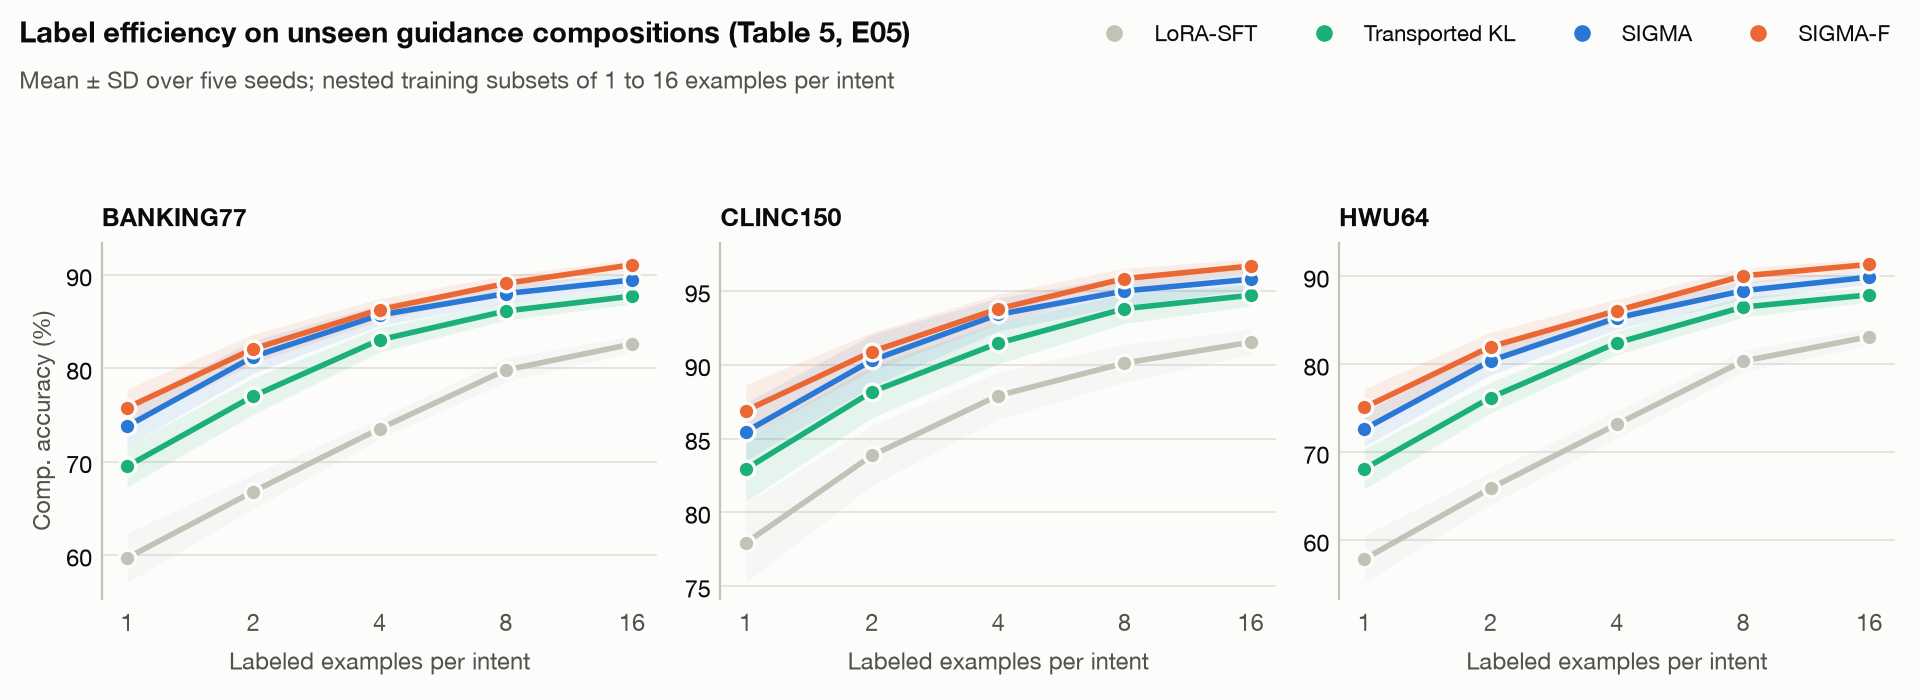 Label efficiency on unseen guidance compositions (Table 5, E05)
LoRA-SFT
Transported KL
SIGMA
SIGMA-F
Mean ± SD over five seeds; nested training subsets of 1 to 16 examples per intent
BANKING77
Comp. accuracy (%)
90
80
70
60
1 2 4 8 16
Labeled examples per intent
CLINC150
95
90
85
80
75
1 2 4 8 16
Labeled examples per intent
HWU64
90
80
70
60
1 2 4 8 16
Labeled examples per intent